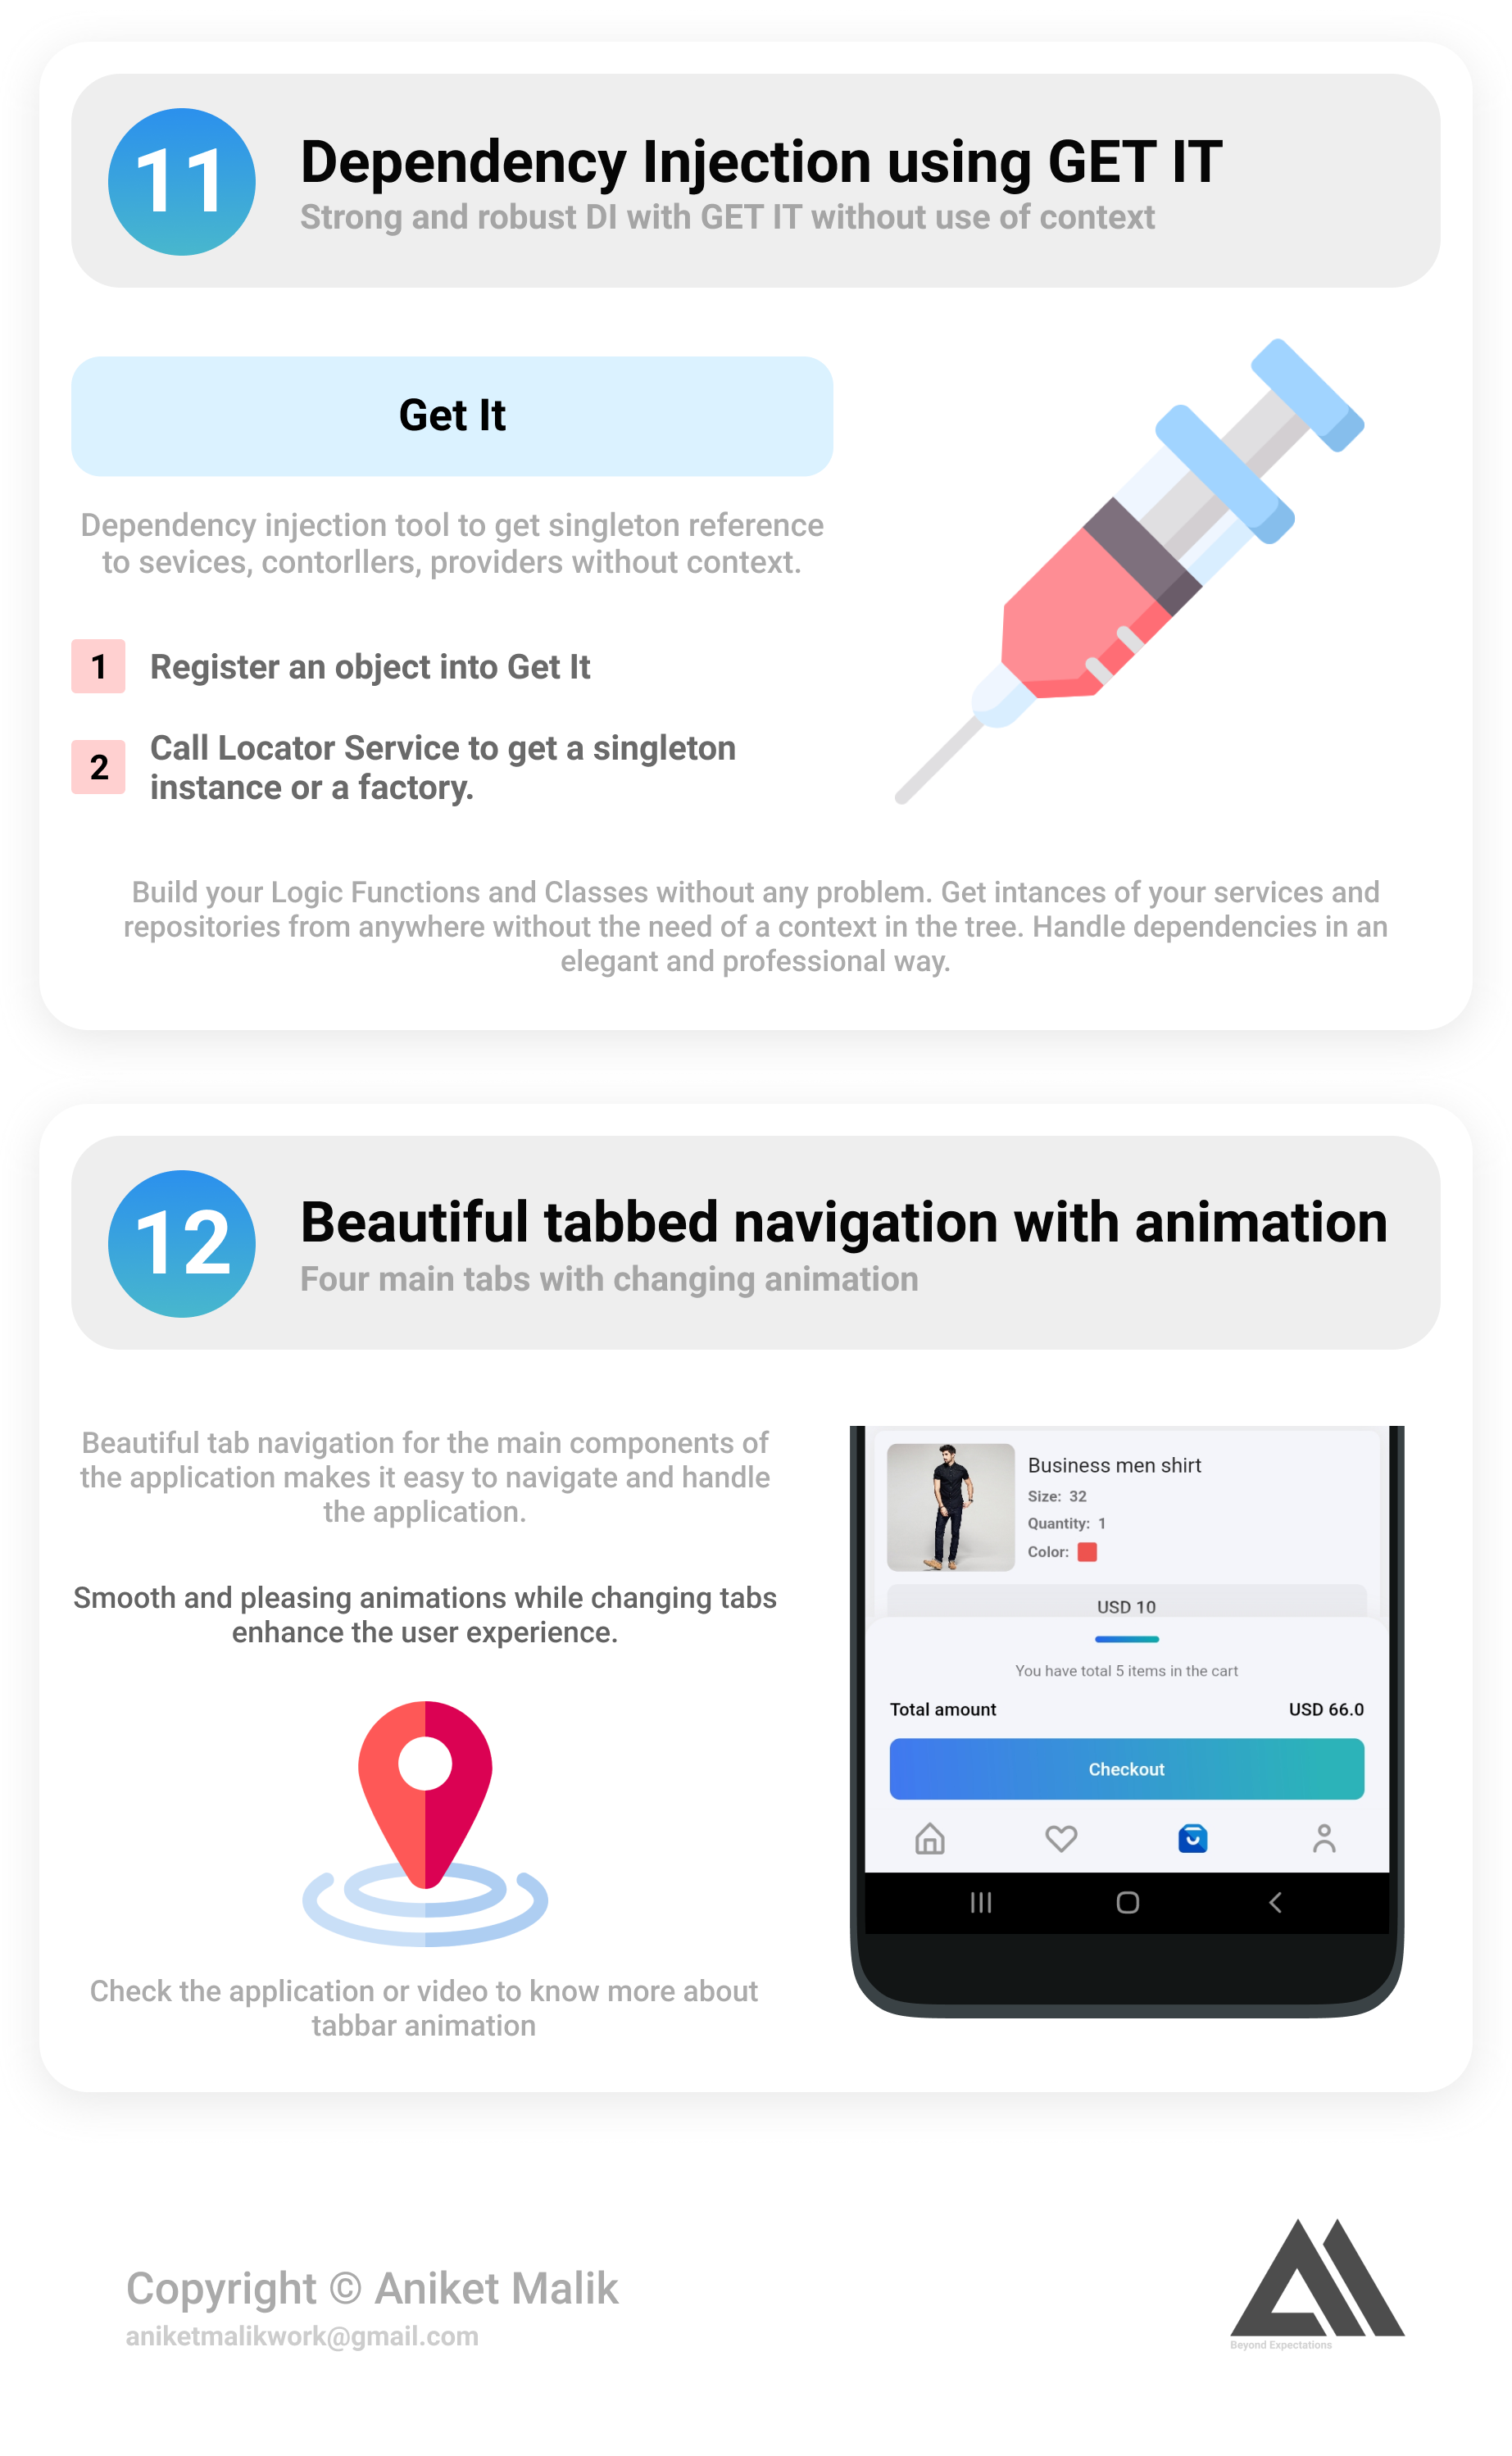 11
Dependency Injection using GET IT
Strong and robust DI with GET IT without use of context
Get It
Dependency injection tool to get singleton reference
to sevices, contorllers, providers without context.
1
Register an object into Get It
2
Call Locator Service to get a singleton
instance or a factory.
Build your Logic Functions and Classes without any problem. Get intances of your services and
repositories from anywhere without the need of a context in the tree. Handle dependencies in an
elegant and professional way.
12
Beautiful tabbed navigation with animation
Four main tabs with changing animation
Beautiful tab navigation for the main components of
the application makes it easy to navigate and handle
the application.
Smooth and pleasing animations while changing tabs
enhance the user experience.
Check the application or video to know more about
tabbar animation
Business men shirt
Size: 32
Quantity: 1
Color:
USD 10
You have total 5 items in the cart
Total amount USD 66.0
Checkout
Copyright © Aniket Malik
aniketmalikwork@gmail.com
Beyond Expectations